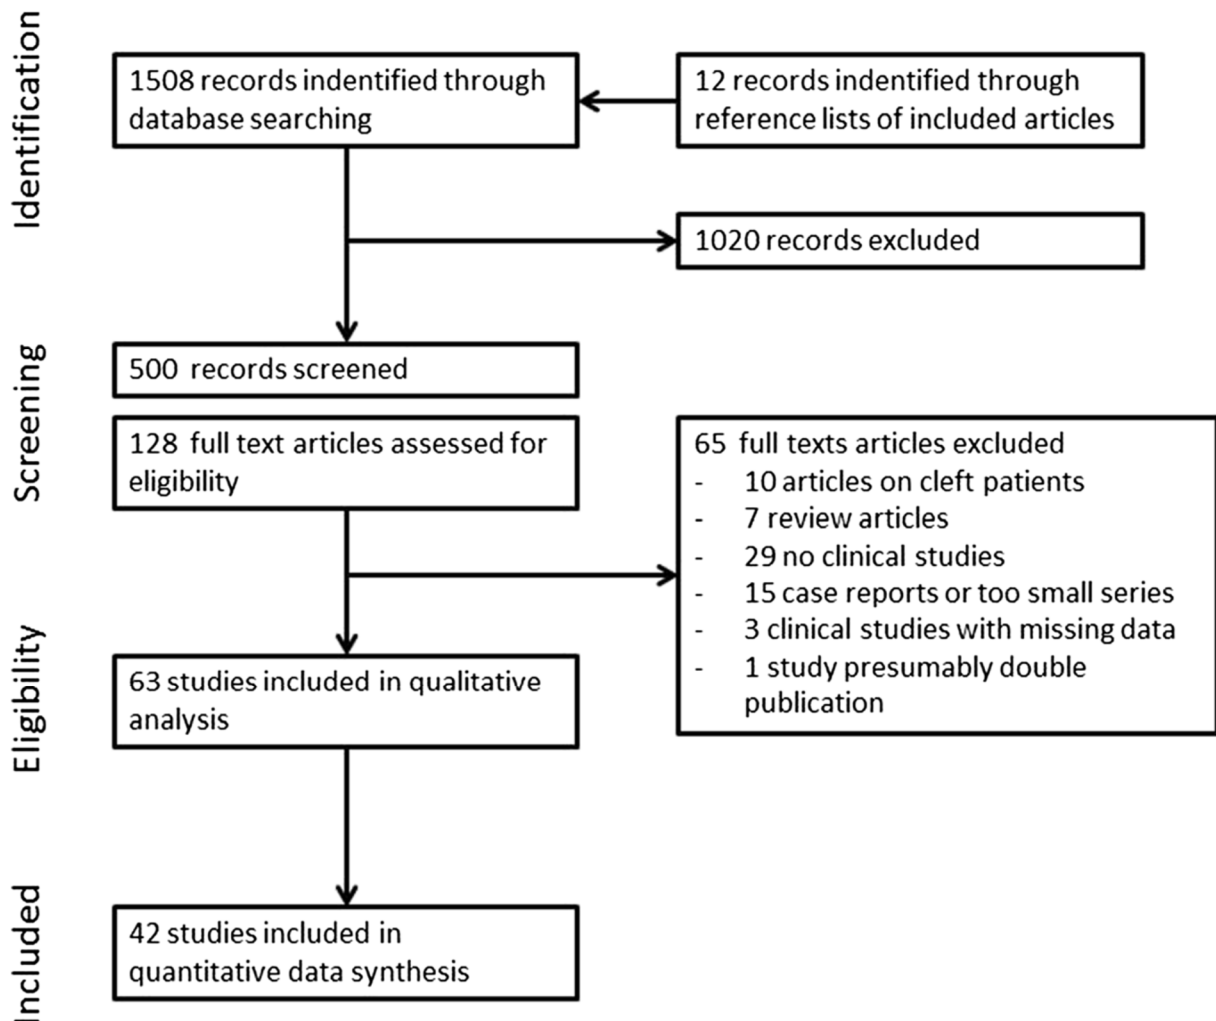 Identification
1508 records indentified through
database searching
12 records indentified through
reference lists of included articles
1020 records excluded
Screening
500 records screened
128 full text articles assessed for
eligibility
65 full texts articles excluded
- 10 articles on cleft patients
- 7 review articles
- 29 no clinical studies
- 15 case reports or too small series
- 3 clinical studies with missing data
- 1 study presumably double
publication
Eligibility
63 studies included in qualitative
analysis
Included
42 studies included in
quantitative data synthesis